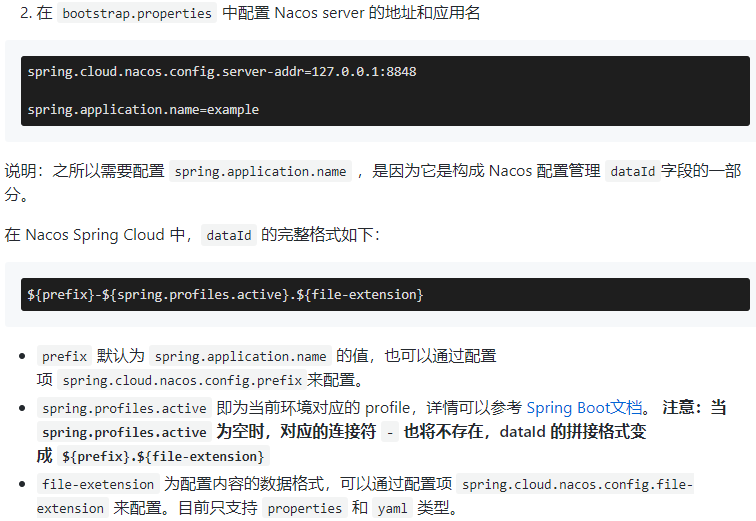 2. 在 bootstrap.properties 中配置 Nacos server 的地址和应用名
spring.cloud.nacos.config.server-addr=127.0.0.1:8848
spring.application.name=example
说明：之所以需要配置 spring.application.name ，是因为它是构成 Nacos 配置管理 dataId 字段的一部
分。
在 Nacos Spring Cloud 中，dataId 的完整格式如下：
${prefix}-${spring.profiles.active}.${file-extension}
• prefix 默认为 spring.application.name 的值，也可以通过配置
项 spring.cloud.nacos.config.prefix 来配置。
• spring.profiles.active 即为当前环境对应的 profile，详情可以参考 Spring Boot文档。 注意：当
spring.profiles.active 为空时，对应的连接符 - 也将不存在，dataId 的拼接格式变
成 ${prefix}.${file-extension}
• file-exetension 为配置内容的数据格式，可以通过配置项 spring.cloud.nacos.config.file-
extension 来配置。目前只支持 properties 和 yaml 类型。